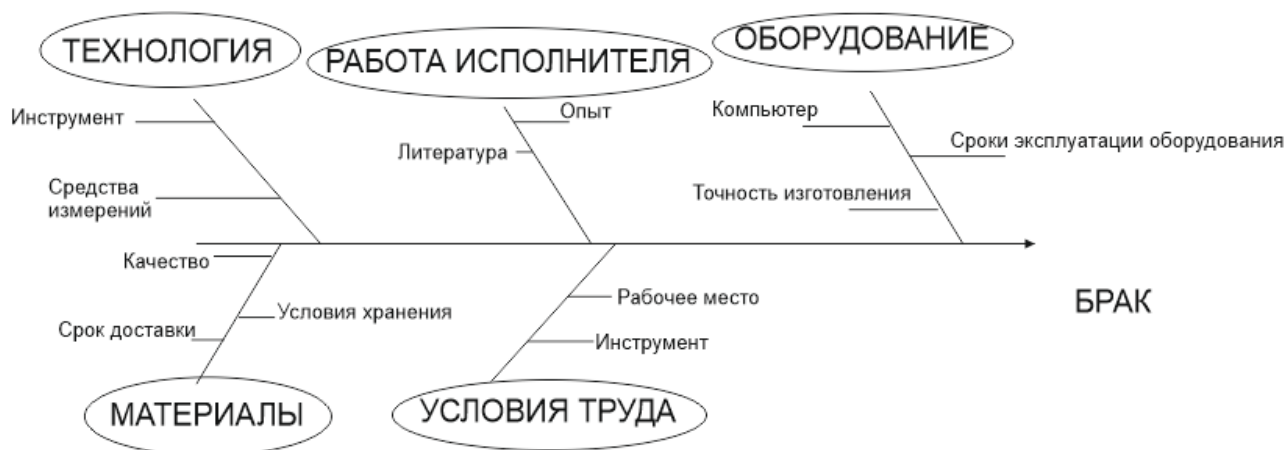 ТЕХНОЛОГИЯ
РАБОТА ИСПОЛНИТЕЛЯ
ОБОРУДОВАНИЕ
Инструмент
Средства
измерений
Опыт
Литература
Компьютер
Сроки эксплуатации оборудования
Точность изготовления
Качество
Условия хранения
Срок доставки
Рабочее место
Инструмент
БРАК
МАТЕРИАЛЫ
УСЛОВИЯ ТРУДА